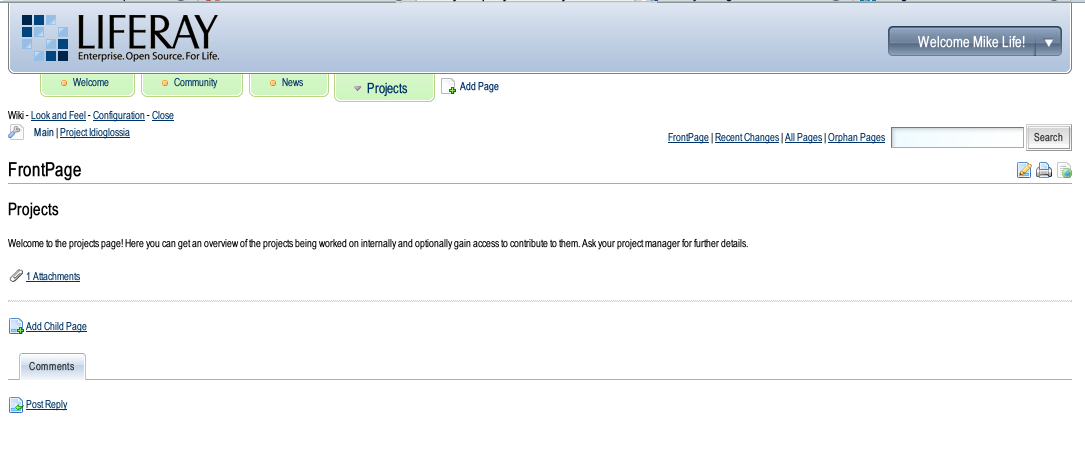 LIFERAY
Enterprise. Open Source. For Life.
Welcome Mike Life!
Welcome
Community
News
Projects
Add Page
Wiki - Look and Feel - Configuration - Close
Main | Project Idioglossia
FrontPage | Recent Changes | All Pages | Orphan Pages
Search
FrontPage
Projects
Welcome to the projects page! Here you can get an overview of the projects being worked on internally and optionally gain access to contribute to them. Ask your project manager for further details.
1 Attachments
Add Child Page
Comments
Post Reply